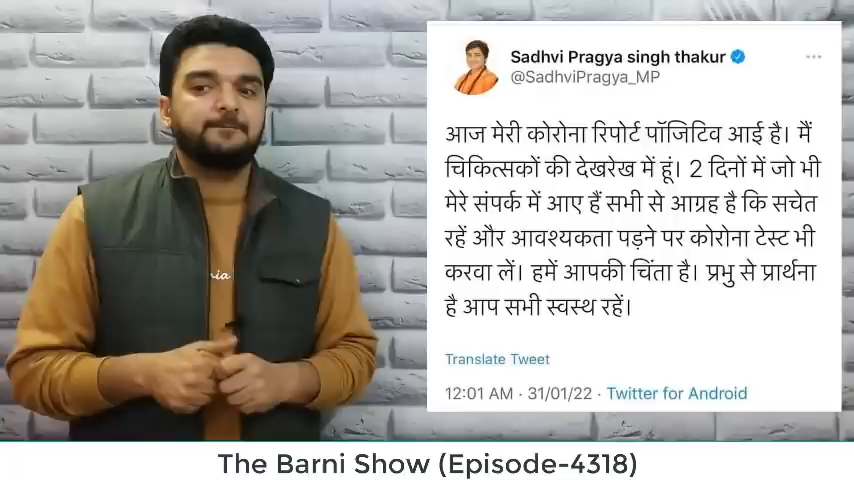 Sadhvi Pragya singh thakur
@SadhviPragya_MP
आज मेरी कोरोना रिपोर्ट पॉजिटिव आई है। मैं
चिकित्सकों की देखरेख में हूं। 2 दिनों में जो भी
मेरे संपर्क में आए हैं सभी से आग्रह है कि सचेत
रहें और आवश्यकता पड़ने पर कोरोना टेस्ट भी
करवा लें। हमें आपकी चिंता है। प्रभु से प्रार्थना
है आप सभी स्वस्थ रहें।
Translate Tweet
12:01 AM · 31/01/22 · Twitter for Android
The Barni Show (Episode-4318)